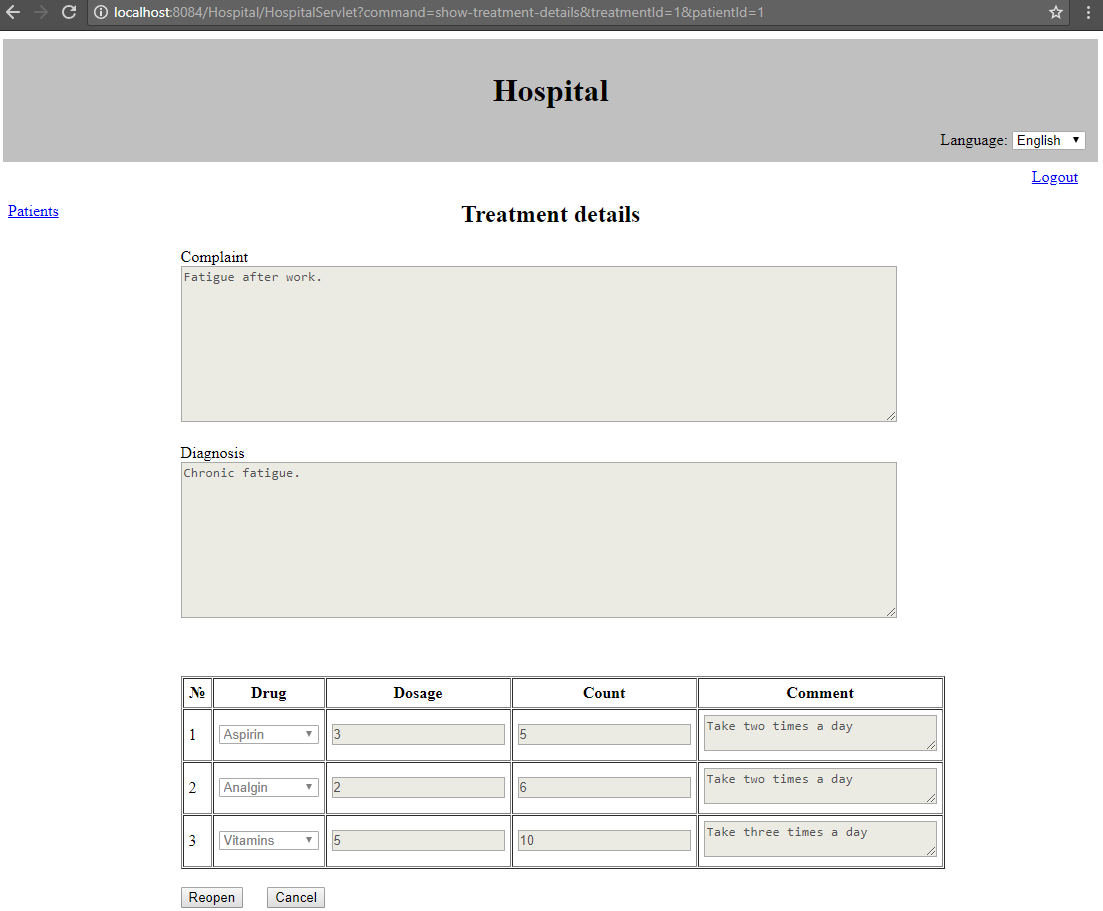 localhost:8084/Hospital/HospitalServlet?command=show-treatment-details&treatmentId=1&patientId=1
Hospital
Language: English
Logout
Patients
Treatment details
Complaint
Fatigue after work.
Diagnosis
Chronic fatigue.
№ Drug Dosage Count Comment
1 Aspirin 3 5 Take two times a day
2 Analgin 2 6 Take two times a day
3 Vitamins 5 10 Take three times a day
Reopen Cancel